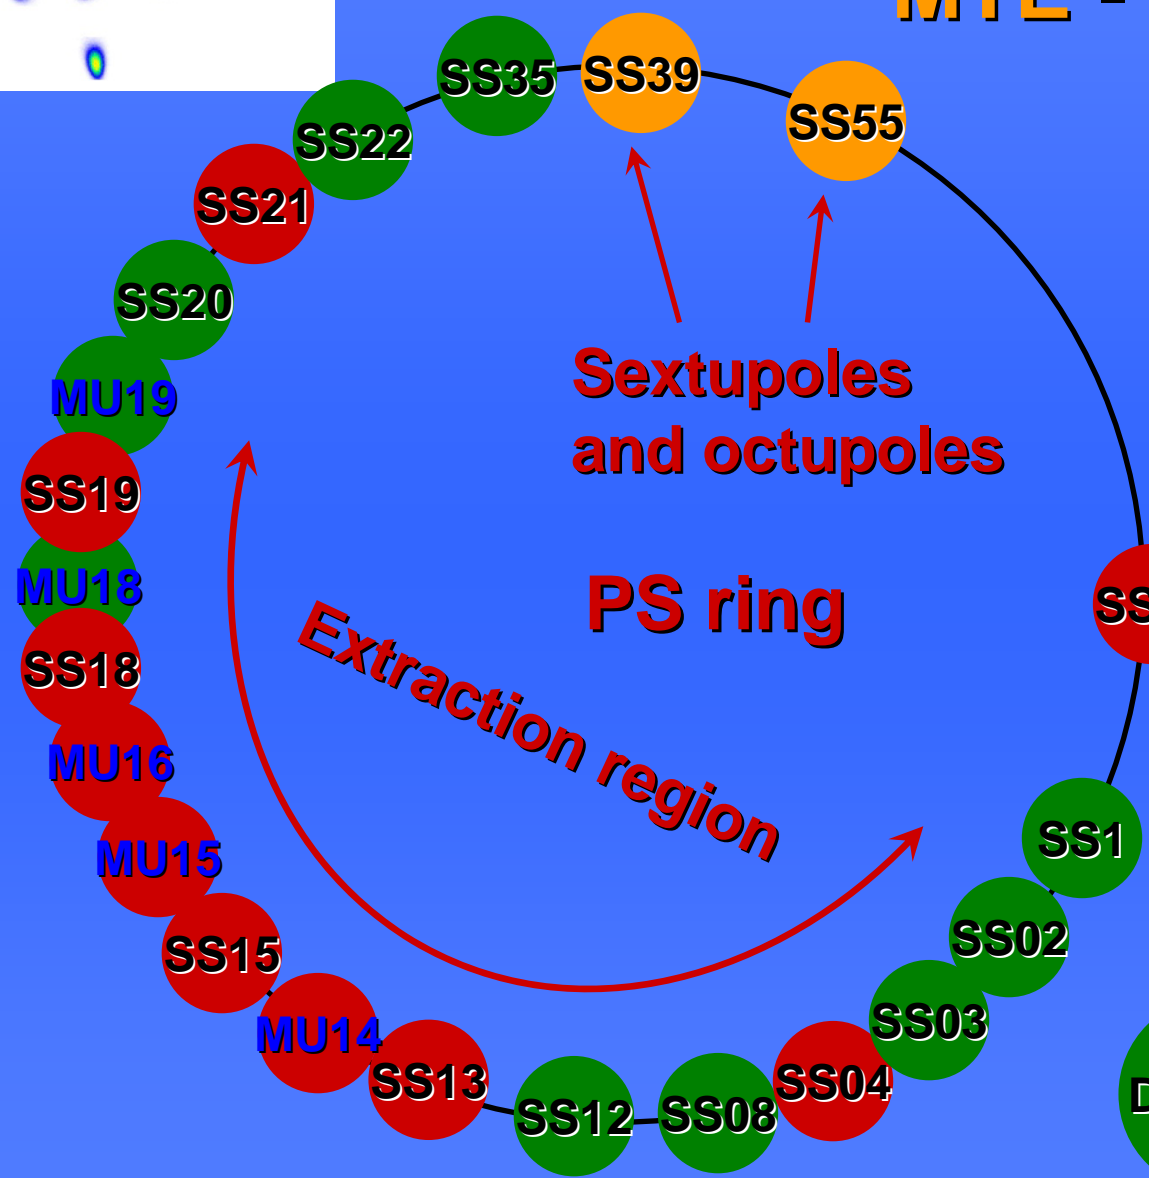 MTE -
SS35
SS39
SS55
SS22
SS21
SS20
MU19
SS19
MU18
SS18
MU16
MU15
SS15
MU14
SS13
SS12
SS08
SS04
SS03
SS02
SS1
Sextupoles
and octupoles
PS ring
Extraction region